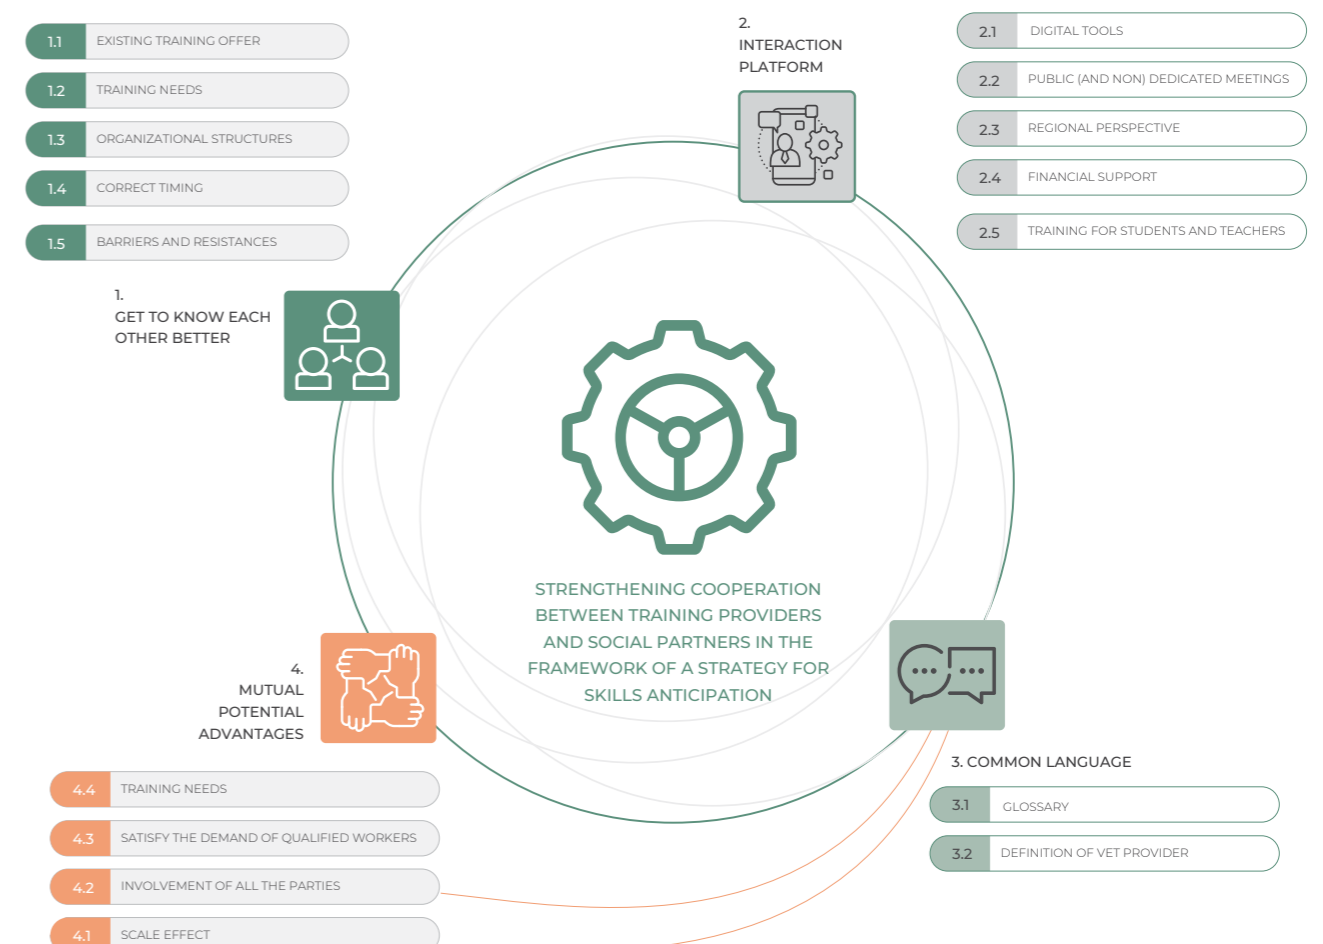 1.1 EXISTING TRAINING OFFER
1.2 TRAINING NEEDS
1.3 ORGANIZATIONAL STRUCTURES
1.4 CORRECT TIMING
1.5 BARRIERS AND RESISTANCES
1.
GET TO KNOW EACH
OTHER BETTER
2.
INTERACTION
PLATFORM
2.1 DIGITAL TOOLS
2.2 PUBLIC (AND NON) DEDICATED MEETINGS
2.3 REGIONAL PERSPECTIVE
2.4 FINANCIAL SUPPORT
2.5 TRAINING FOR STUDENTS AND TEACHERS
STRENGTHENING COOPERATION
BETWEEN TRAINING PROVIDERS
AND SOCIAL PARTNERS IN THE
FRAMEWORK OF A STRATEGY FOR
SKILLS ANTICIPATION
3. COMMON LANGUAGE
3.1 GLOSSARY
3.2 DEFINITION OF VET PROVIDER
4.
MUTUAL
POTENTIAL
ADVANTAGES
4.4 TRAINING NEEDS
4.3 SATISFY THE DEMAND OF QUALIFIED WORKERS
4.2 INVOLVEMENT OF ALL THE PARTIES
4.1 SCALE EFFECT